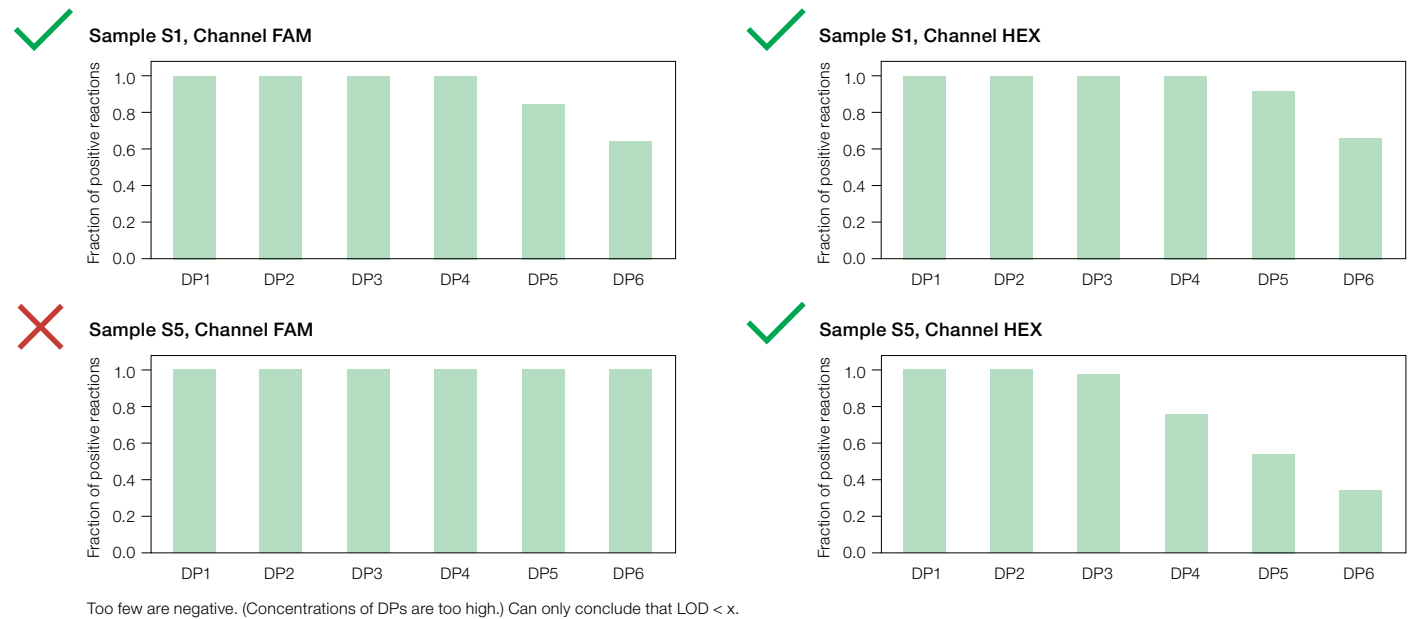 Sample S1, Channel FAM
Fraction of positive reactions
1.0
0.8
0.6
0.4
0.2
0.0
DP1 DP2 DP3 DP4 DP5 DP6
Sample S1, Channel HEX
Fraction of positive reactions
1.0
0.8
0.6
0.4
0.2
0.0
DP1 DP2 DP3 DP4 DP5 DP6
Sample S5, Channel FAM
Fraction of positive reactions
1.0
0.8
0.6
0.4
0.2
0.0
DP1 DP2 DP3 DP4 DP5 DP6
Sample S5, Channel HEX
Fraction of positive reactions
1.0
0.8
0.6
0.4
0.2
0.0
DP1 DP2 DP3 DP4 DP5 DP6
Too few are negative. (Concentrations of DPs are too high.) Can only conclude that LOD < x.